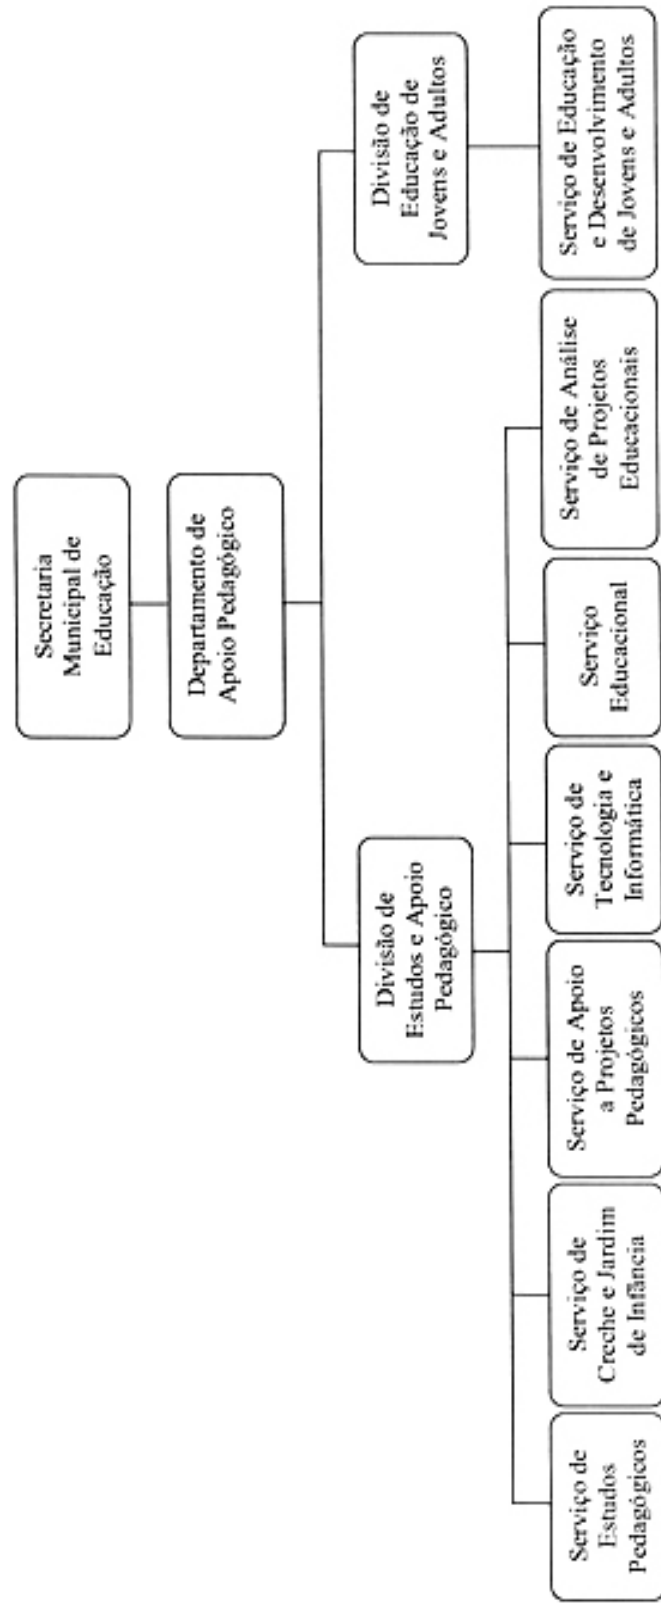 Secretaria
Municipal de
Educação
Departamento de
Apoio Pedagógico
Divisão de
Estudos e Apoio
Pedagógico
Divisão de
Educação de
Jovens e Adultos
Serviço de
Estudos
Pedagógicos
Serviço de
Creche e Jardim
de Infância
Serviço de Apoio
a Projetos
Pedagógicos
Serviço de
Tecnologia e
Informática
Serviço
Educacional
Serviço de Análise
de Projetos
Educacionais
Serviço de Educação
e Desenvolvimento
de Jovens e Adultos